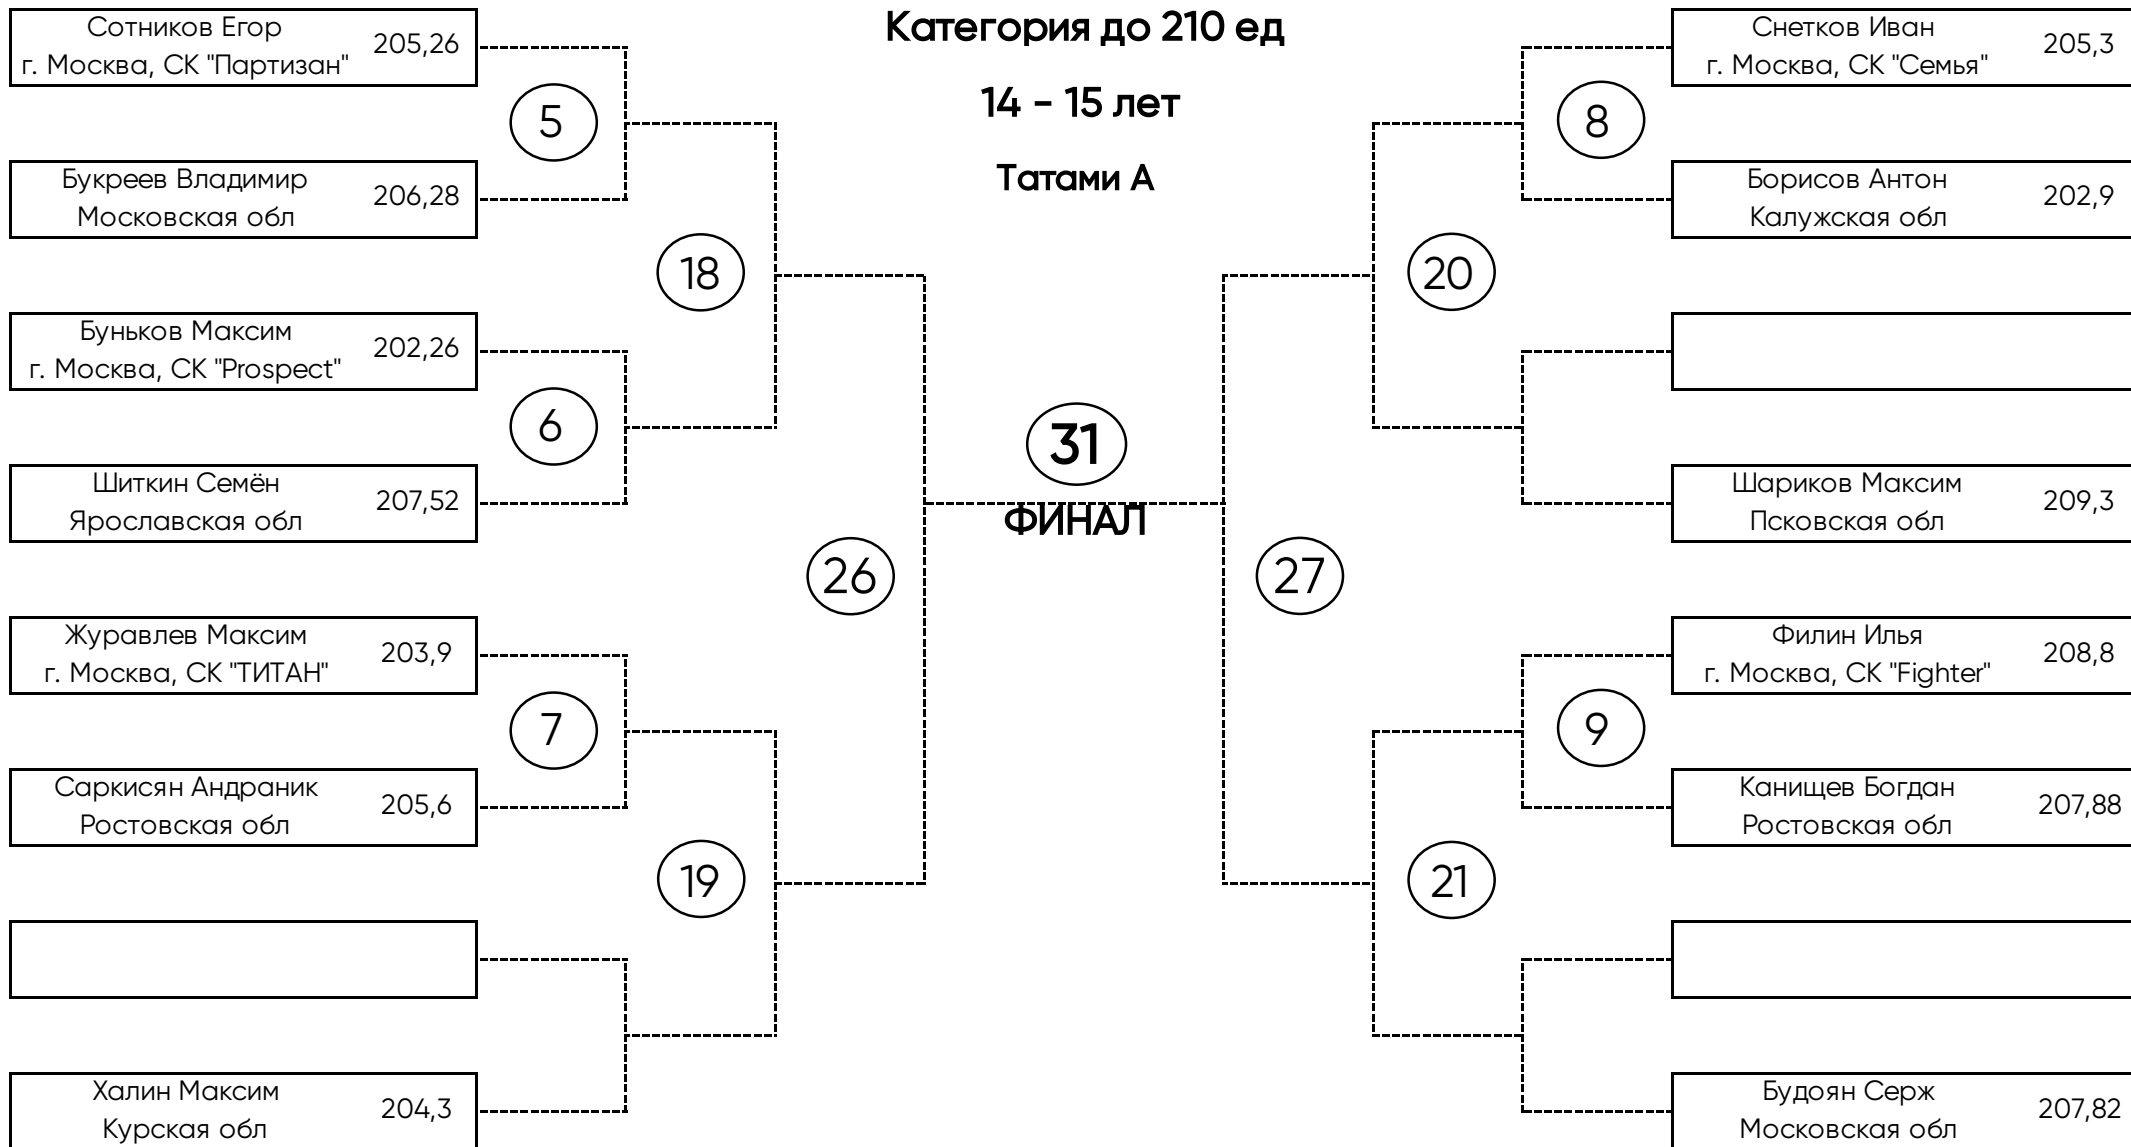 Категория до 210 ед
14 - 15 лет
Татами А
Сотников Егор
г. Москва, СК "Партизан"
205,26
5
Букреев Владимир
Московская обл
206,28
18
Буньков Максим
г. Москва, СК "Prospect"
202,26
6
Шиткин Семён
Ярославская обл
207,52
26
Журавлев Максим
г. Москва, СК "ТИТАН"
203,9
7
Саркисян Андраник
Ростовская обл
205,6
19
Халин Максим
Курская обл
204,3
31
ФИНАЛ
Снетков Иван
г. Москва, СК "Семья"
205,3
8
Борисов Антон
Калужская обл
202,9
20
Шариков Максим
Псковская обл
209,3
27
Филин Илья
г. Москва, СК "Fighter"
208,8
9
Канищев Богдан
Ростовская обл
207,88
21
Будоян Серж
Московская обл
207,82